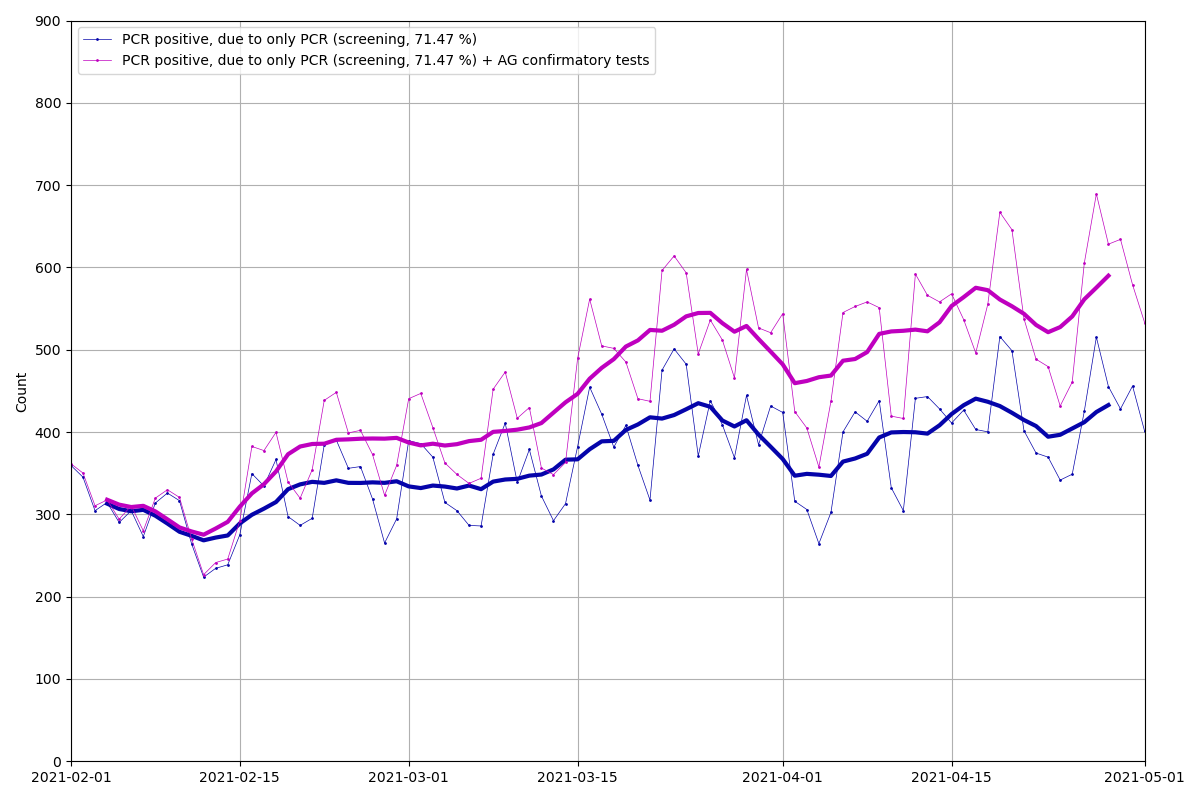 PCR positive, due to only PCR (screening, 71.47 %)
PCR positive, due to only PCR (screening, 71.47 %) + AG confirmatory tests
Count
900
800
700
600
500
400
300
200
100
0
2021-02-01 2021-02-15 2021-03-01 2021-03-15 2021-04-01 2021-04-15 2021-05-01